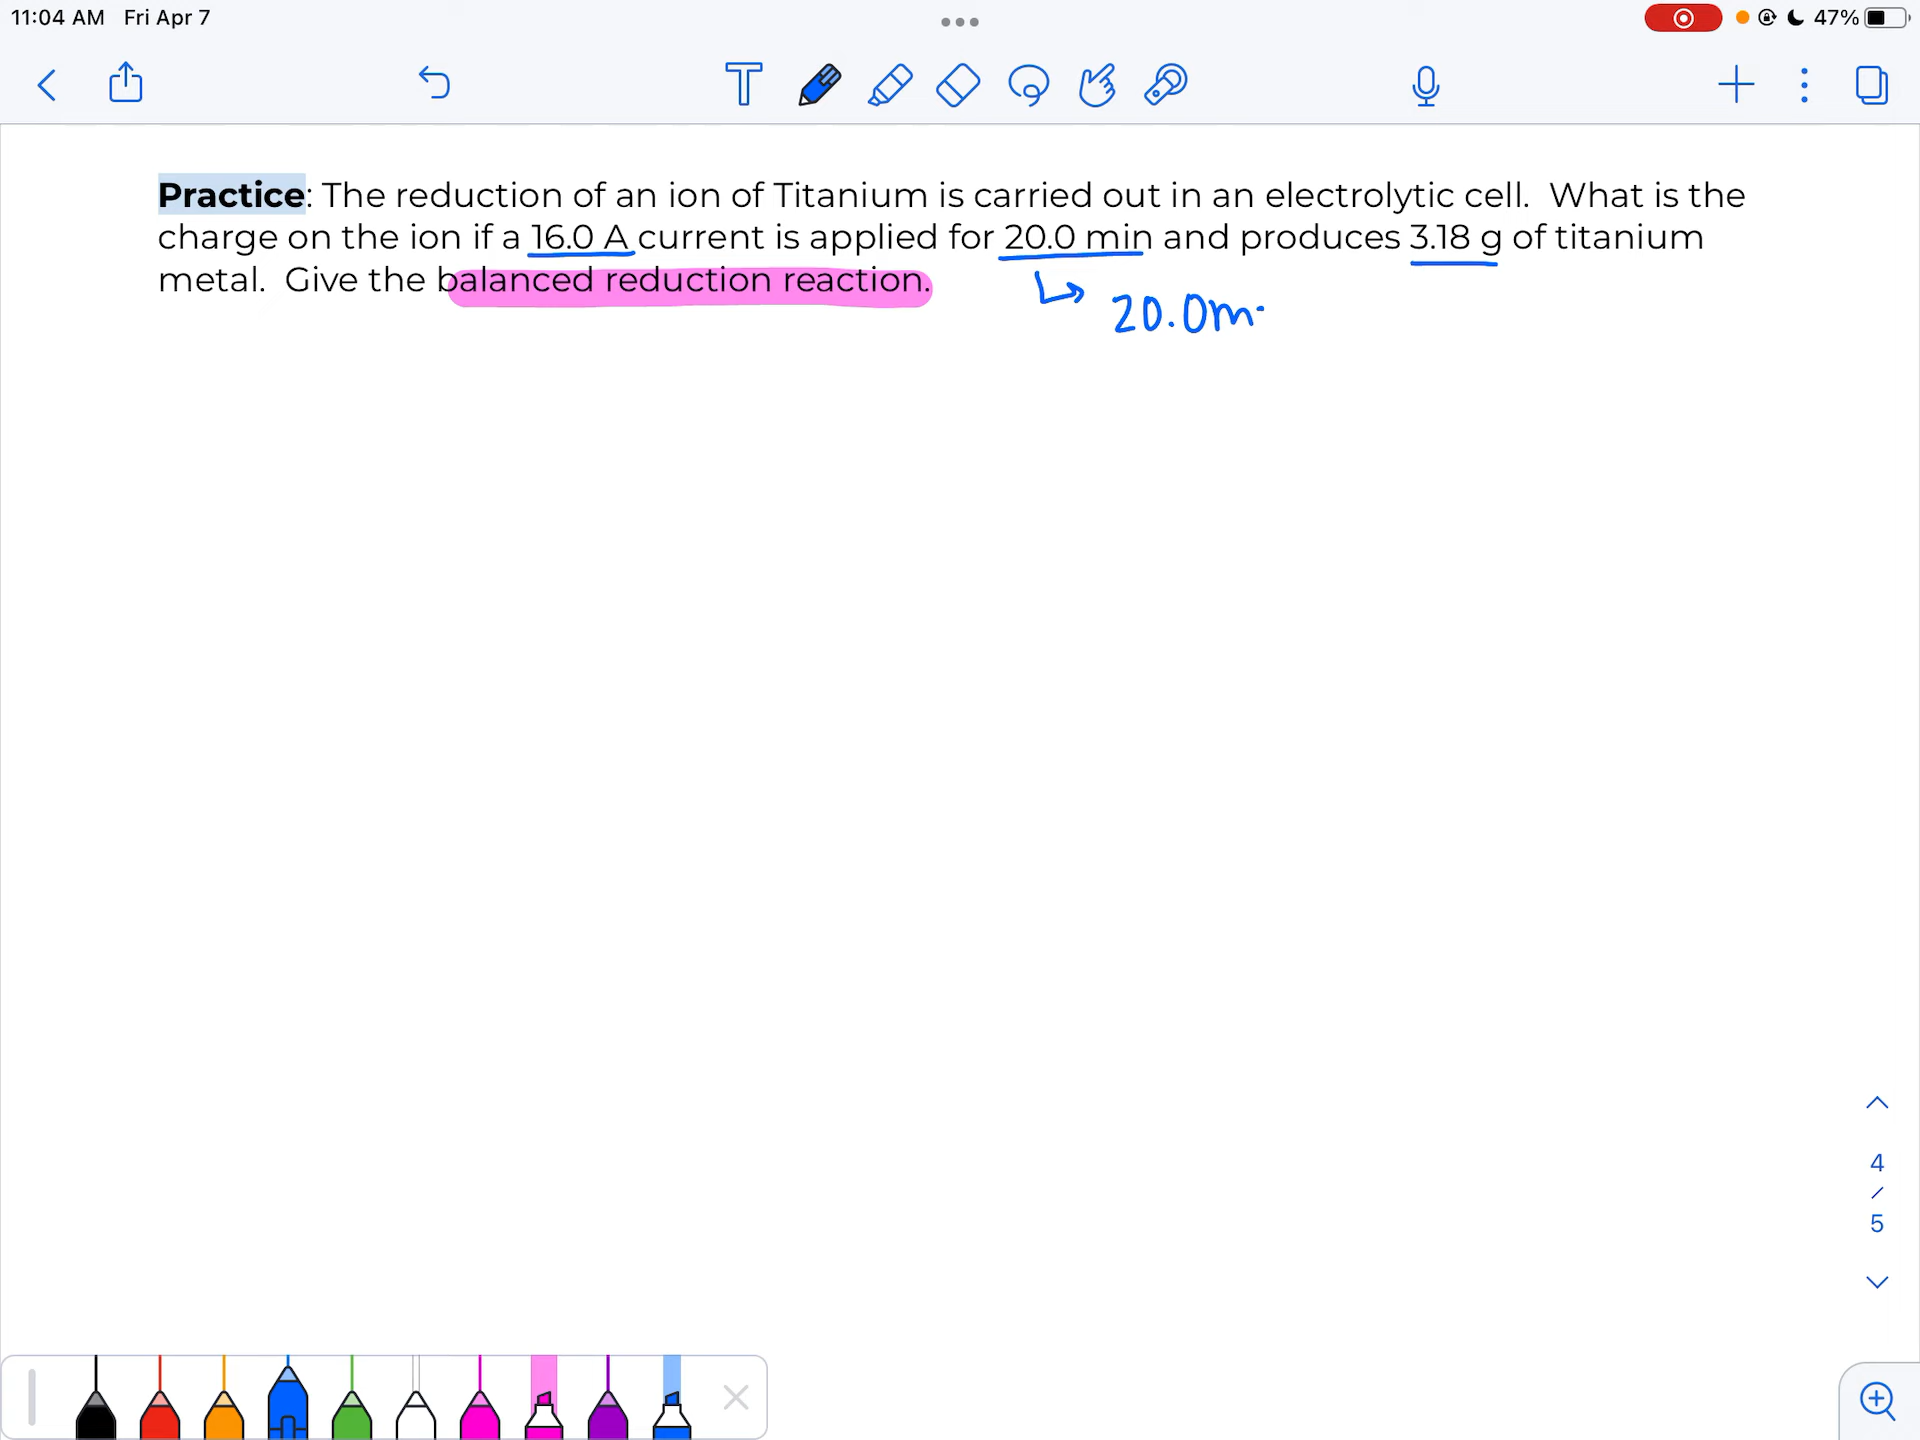 11:04 AM Fri Apr 7
47%
Practice: The reduction of an ion of Titanium is carried out in an electrolytic cell. What is the
charge on the ion if a 16.0 A current is applied for 20.0 min and produces 3.18 g of titanium
metal. Give the balanced reduction reaction.
20.0m
4
/
5